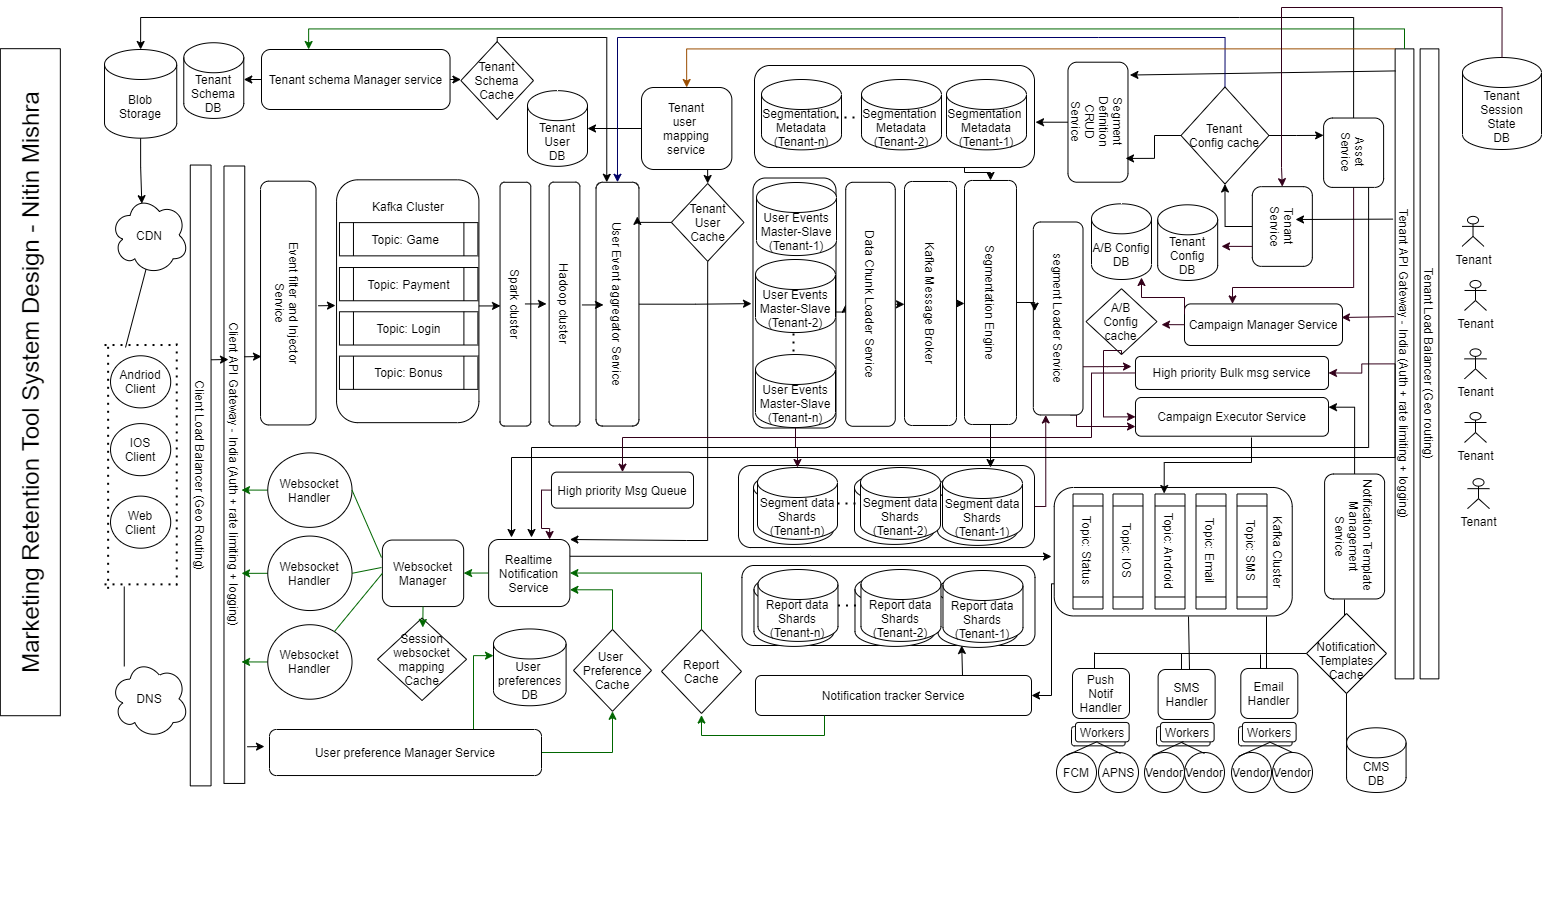 Marketing Retention Tool System Design - Nitin Mishra
Blob
Storage
Tenant
Schema
DB
Tenant schema Manager service
Tenant
Schema
Cache
Tenant
User
DB
Tenant
user
mapping
service
Segmentation
Metadata
(Tenant-n)
. . .
Segmentation
Metadata
(Tenant-2)
Segmentation
Metadata
(Tenant-1)
Segment
Definition
CRUD
Service
Tenant
Config cache
Asset
Service
Tenant
Session
State
DB
CDN
Client Load Balancer (Geo Routing)
Client API Gateway - India (Auth + rate limiting + logging)
Event filter and Injector
Service
Kafka Cluster
Topic: Game
Topic: Payment
Topic: Login
Topic: Bonus
Spark cluster
Hadoop cluster
User Event aggregator Service
Tenant
User
Cache
User Events
Master-Slave
(Tenant-1)
User Events
Master-Slave
(Tenant-2)
. . .
User Events
Master-Slave
(Tenant-n)
Data Chunk Loader Service
Kafka Message Broker
Segmentation Engine
segment Loader Service
A/B Config
DB
Tenant
Config
DB
Tenant
Service
A/B
Config
cache
Campaign Manager Service
High priority Bulk msg service
Campaign Executor Service
Tenant API Gateway - India (Auth + rate limiting + logging)
Tenant Load Balancer (Geo routing)
Tenant
Tenant
Tenant
Tenant
Tenant
Andriod
Client
IOS
Client
Web
Client
DNS
Websocket
Handler
Websocket
Handler
Websocket
Handler
Websocket
Manager
Session
websocket
mapping
Cache
High priority Msg Queue
Realtime
Notification
Service
User
preferences
DB
User
Preference
Cache
Report
Cache
User preference Manager Service
Segment data
Shards
(Tenant-n)
. . .
Segment data
Shards
(Tenant-2)
Segment data
Shards
(Tenant-1)
Report data
Shards
(Tenant-n)
. . .
Report data
Shards
(Tenant-2)
Report data
Shards
(Tenant-1)
Notification tracker Service
Topic: Status
Topic: IOS
Topic: Android
Topic: Email
Topic: SMS
Kafka Cluster
Notification Template
Management
Service
Notification
Templates
Cache
Push
Notif
Handler
SMS
Handler
Email
Handler
Workers
Workers
Workers
FCM
APNS
Vendor
Vendor
Vendor
Vendor
CMS
DB